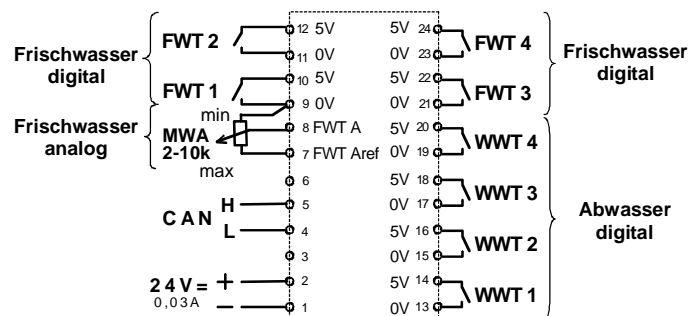 Frischwasser
digital
FWT 2
FWT 1
Frischwasser
analog
min
MWA
2-10k
max
CAN
H
L
24V=
0,03A
+
–
12 5V
11 0V
10 5V
9 0V
8 FWT A
7 FWT Aref
6
5
4
3
2
1
5V 24
0V 23
5V 22
0V 21
5V 20
0V 19
5V 18
0V 17
5V 16
0V 15
5V 14
0V 13
FWT 4
FWT 3
WWT 4
WWT 3
WWT 2
WWT 1
Frischwasser
digital
Abwasser
digital